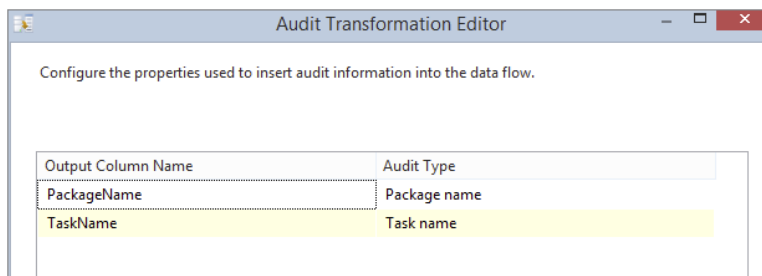 Audit Transformation Editor
Configure the properties used to insert audit information into the data flow.
Output Column Name Audit Type
PackageName Package name
TaskName Task name